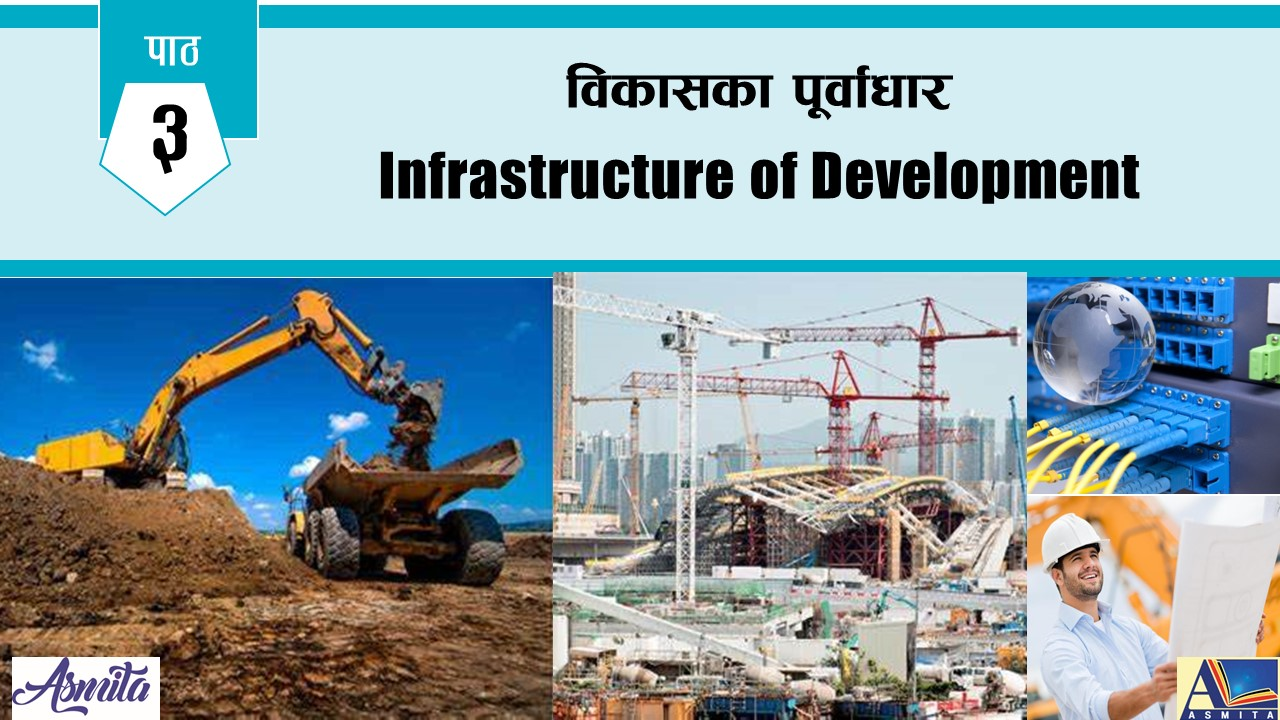 पाठ
३
विकासका पूर्वाधार
Infrastructure of Development
Asmita
ASMITA